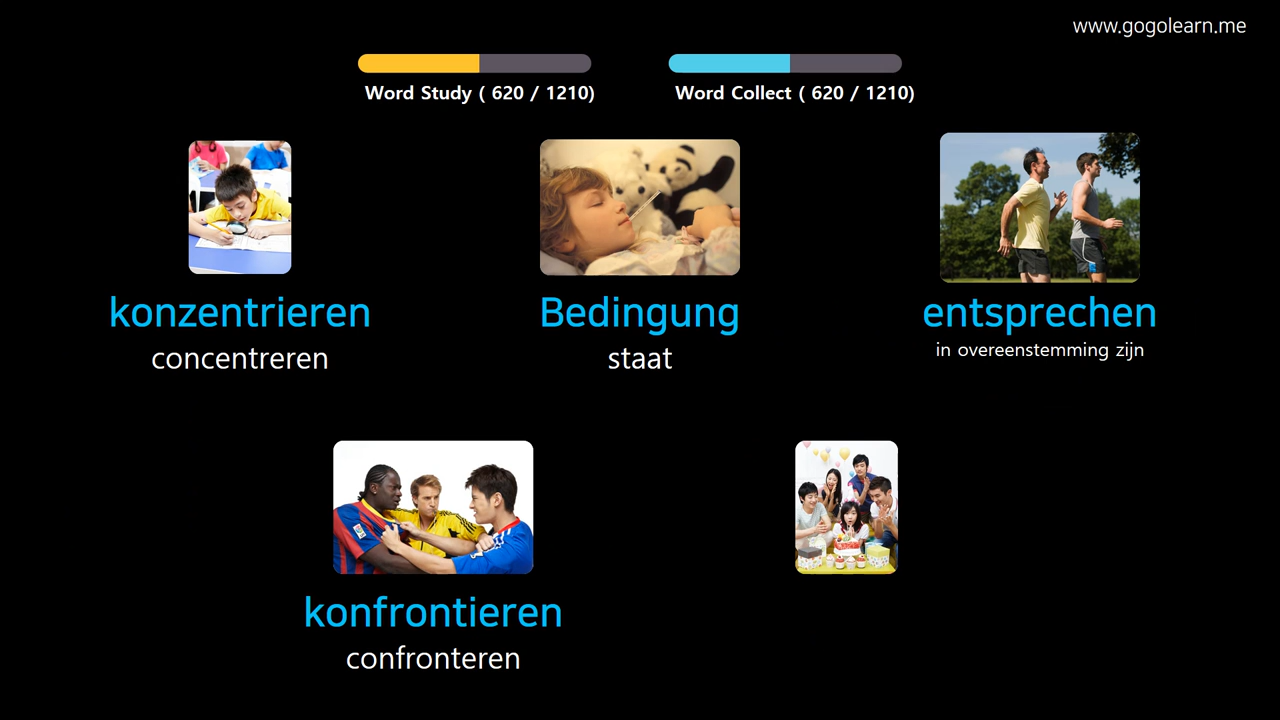 www.gogolearn.me
Word Study ( 620 / 1210)
Word Collect ( 620 / 1210)
konzentrieren
concentreren
Bedingung
staat
entsprechen
in overeenstemming zijn
konfrontieren
confronteren